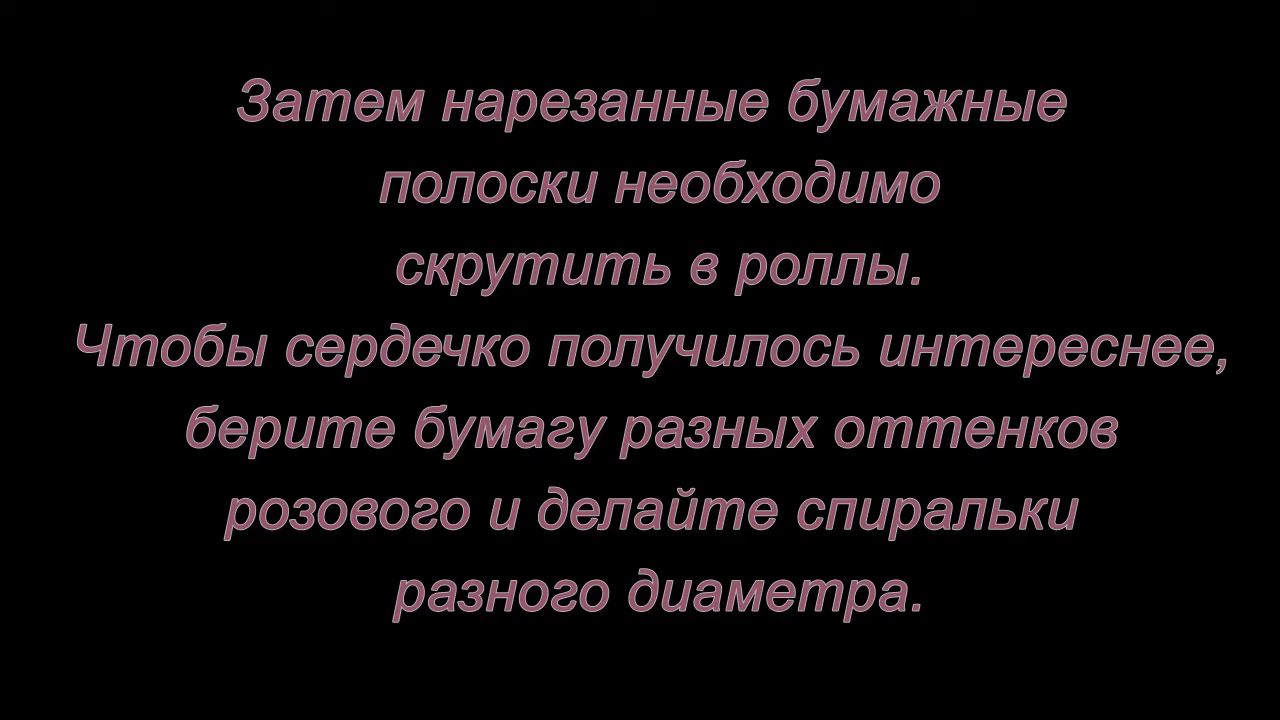 Затем нарезанные бумажные
полоски необходимо
скрутить в роллы.
Чтобы сердечко получилось интереснее,
берите бумагу разных оттенков
розового и делайте спиральки
разного диаметра.